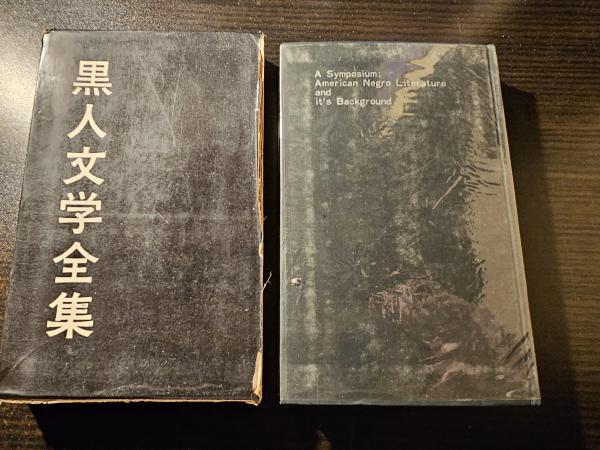 黒人文学全集
A Symposium;
American Negro Literature
and
it's Background